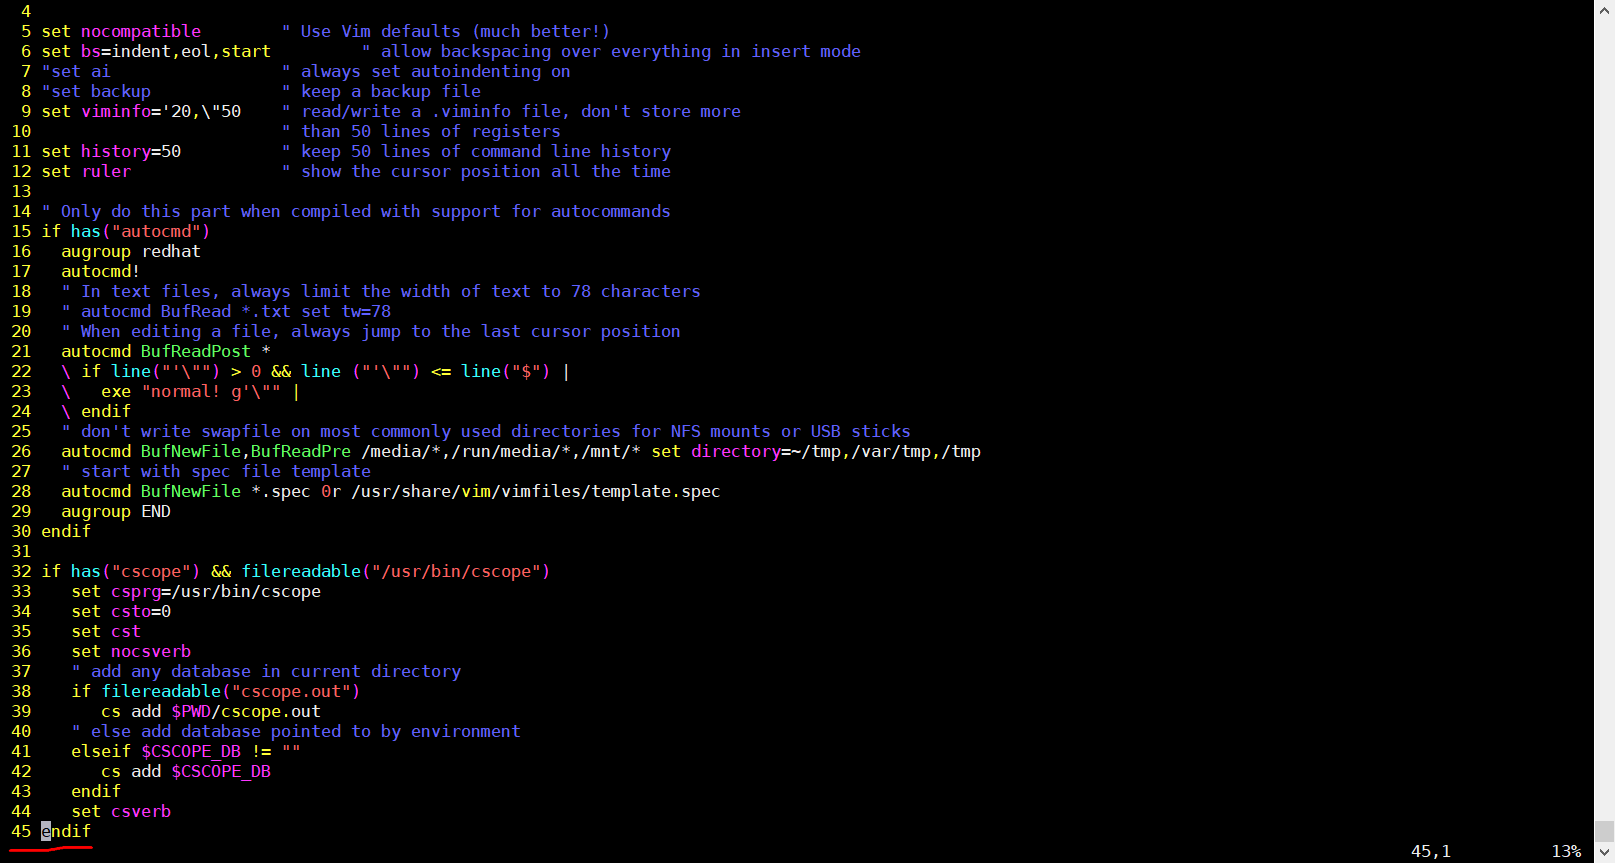 4
5 set nocompatible        " Use Vim defaults (much better!)
6 set bs=indent,eol,start         " allow backspacing over everything in insert mode
7 "set ai                 " always set autoindenting on
8 "set backup             " keep a backup file
9 set viminfo='20,\"50    " read/write a .viminfo file, don't store more
10                         " than 50 lines of registers
11 set history=50          " keep 50 lines of command line history
12 set ruler               " show the cursor position all the time
13
14 " Only do this part when compiled with support for autocommands
15 if has("autocmd")
16   augroup redhat
17   autocmd!
18   " In text files, always limit the width of text to 78 characters
19   " autocmd BufRead *.txt set tw=78
20   " When editing a file, always jump to the last cursor position
21   autocmd BufReadPost *
22   \ if line("'\"") > 0 && line ("'\"") <= line("$") |
23   \   exe "normal! g'\"" |
24   \ endif
25   " don't write swapfile on most commonly used directories for NFS mounts or USB sticks
26   autocmd BufNewFile,BufReadPre /media/*,/run/media/*,/mnt/* set directory=~/tmp,/var/tmp,/tmp
27   " start with spec file template
28   autocmd BufNewFile *.spec 0r /usr/share/vim/vimfiles/template.spec
29   augroup END
30 endif
31
32 if has("cscope") && filereadable("/usr/bin/cscope")
33    set csprg=/usr/bin/cscope
34    set csto=0
35    set cst
36    set nocsverb
37    " add any database in current directory
38    if filereadable("cscope.out")
39       cs add $PWD/cscope.out
40    " else add database pointed to by environment
41    elseif $CSCOPE_DB != ""
42       cs add $CSCOPE_DB
43    endif
44    set csverb
45 endif
45,1          13%